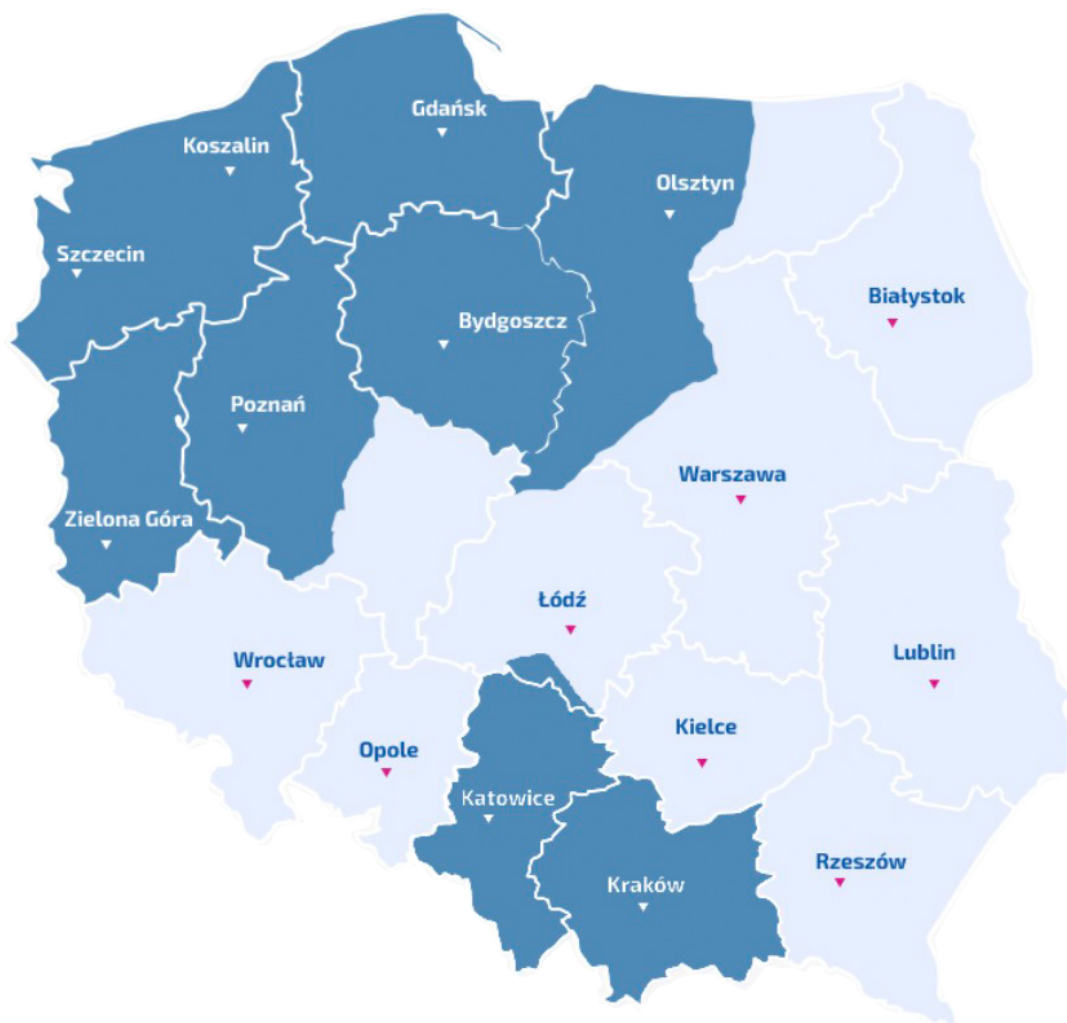 Gdańsk
Koszalin
Olsztyn
Szczecin
Białystok
Bydgoszcz
Poznań
Warszawa
Zielona Góra
Łódź
Wrocław
Lublin
Kielce
Opole
Katowice
Rzeszów
Kraków